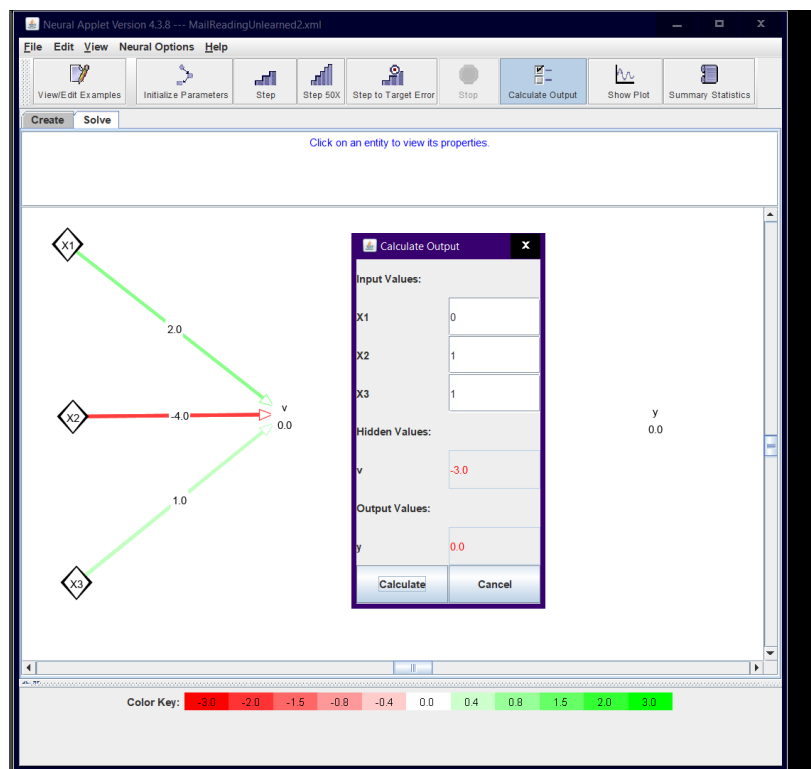 Neural Applet Version 4.3.8 --- MailReadingUnlearned2.xml
File Edit View Neural Options Help
View/Edit Examples Initialize Parameters Step Step 50X Step to Target Error Stop Calculate Output Show Plot Summary Statistics
Create Solve
Click on an entity to view its properties.
X1
2.0
X2
-4.0
v
0.0
1.0
X3
Calculate Output X
Input Values:
X1 0
X2 1
X3 1
Hidden Values:
v -3.0
Output Values:
y 0.0
Calculate Cancel
y
0.0
Color Key: -3.0 -2.0 -1.5 -0.8 -0.4 0.0 0.4 0.8 1.5 2.0 3.0